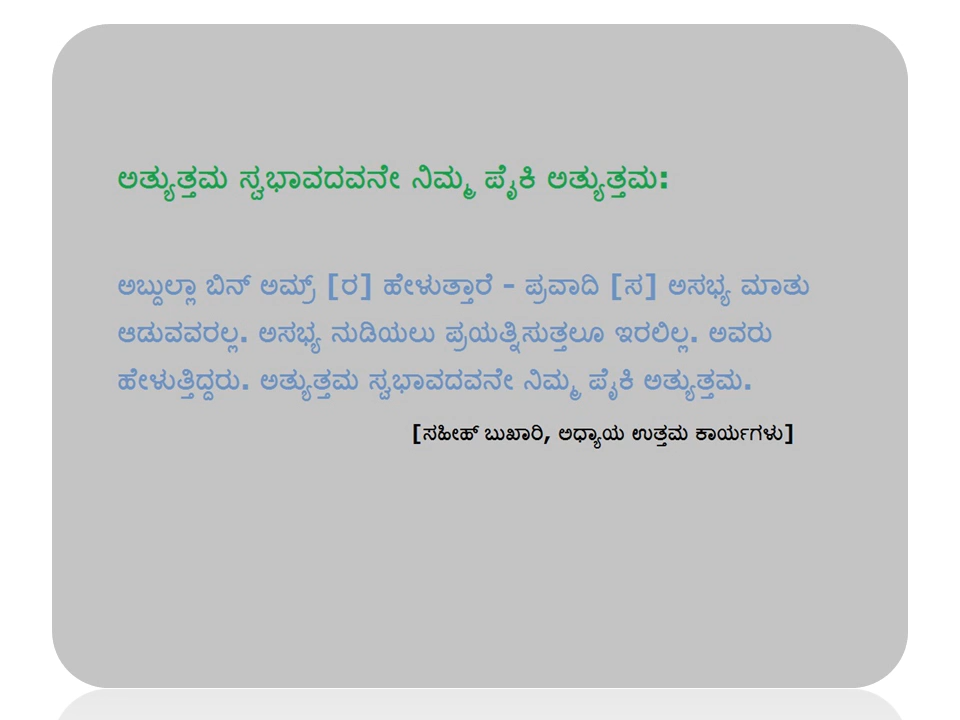 ಅತ್ಯುತ್ತಮ ಸ್ವಭಾವದವನೇ ನಿಮ್ಮ ಪೈಕಿ ಅತ್ಯುತ್ತಮ:
ಅಬ್ದುಲ್ಲಾ ಬಿನ್ ಅಮ್ರ್ [ರ] ಹೇಳುತ್ತಾರೆ - ಪ್ರವಾದಿ [ಸ] ಅಸಭ್ಯ ಮಾತು
ಆಡುವವರಲ್ಲ. ಅಸಭ್ಯ ನುಡಿಯಲು ಪ್ರಯತ್ನಿಸುತ್ತಲೂ ಇರಲಿಲ್ಲ. ಅವರು
ಹೇಳುತ್ತಿದ್ದರು. ಅತ್ಯುತ್ತಮ ಸ್ವಭಾವದವನೇ ನಿಮ್ಮ ಪೈಕಿ ಅತ್ಯುತ್ತಮ.
[ಸಹೀಹ್ ಬುಖಾರಿ, ಅಧ್ಯಾಯ ಉತ್ತಮ ಕಾರ್ಯಗಳು]